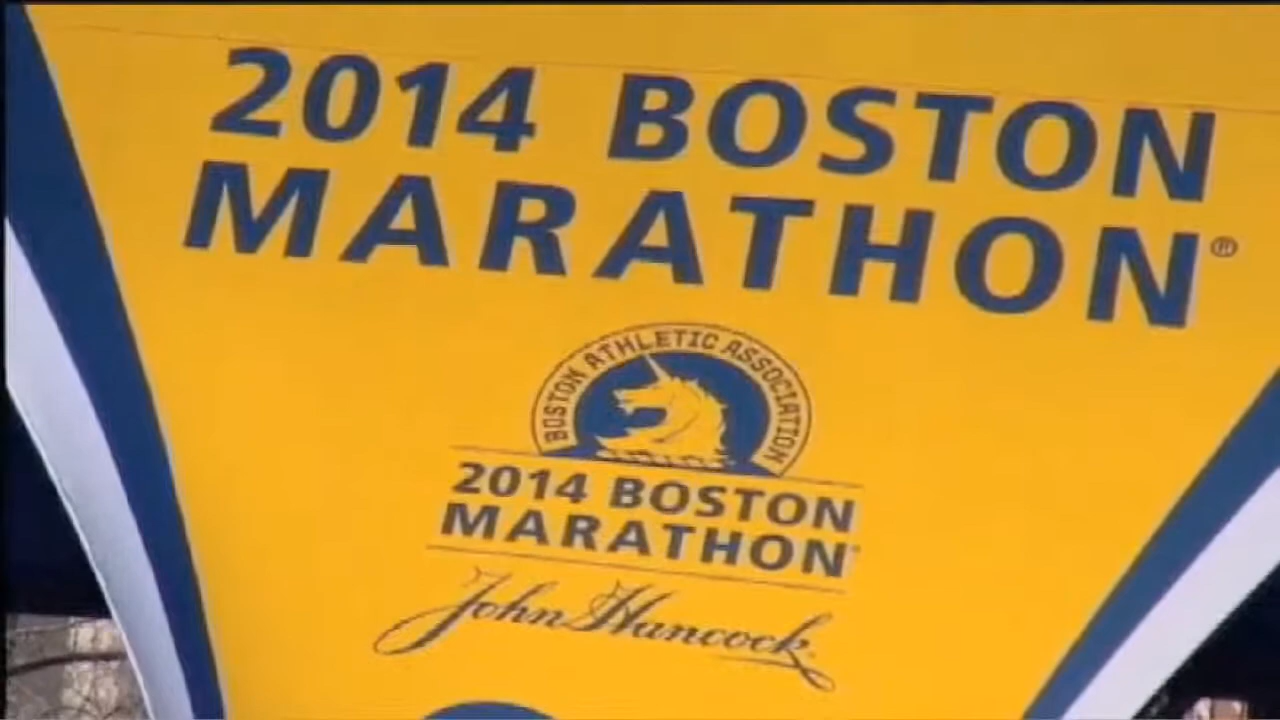 2014 BOSTON
MARATHON®
BOSTON ATHLETIC ASSOCIATION
2014 BOSTON
MARATHON
John Hancock